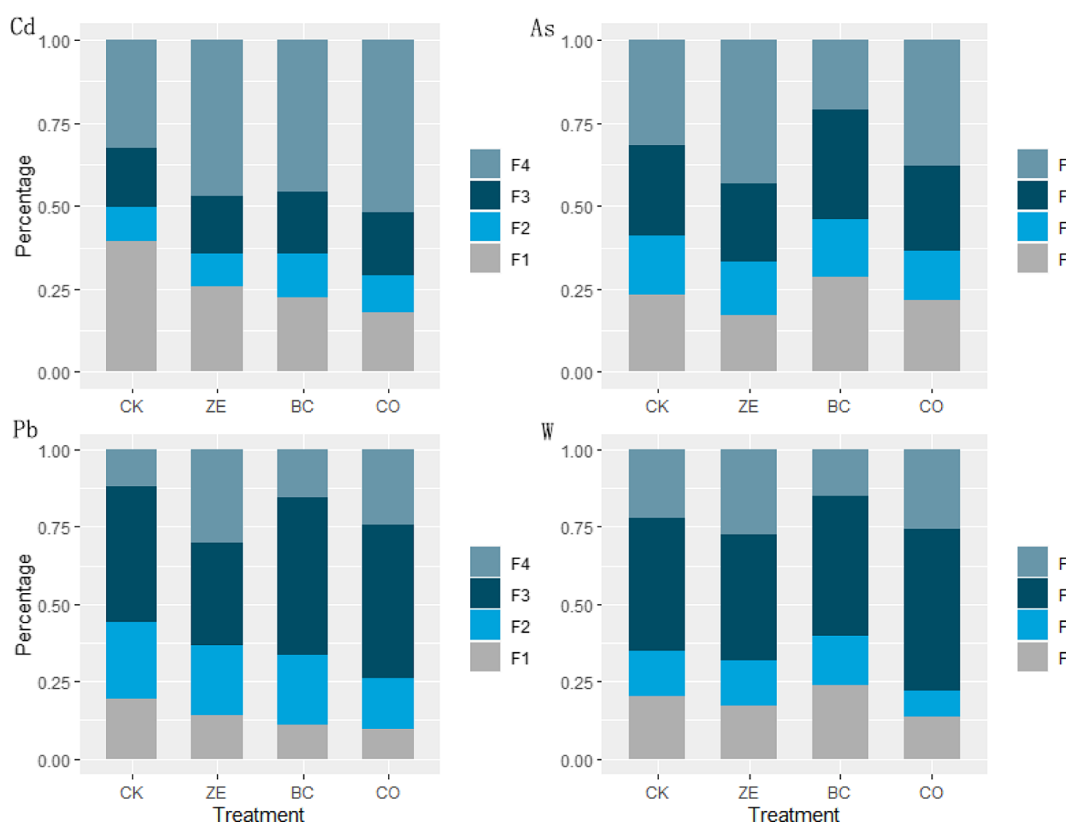 Cd
1.00
0.75
0.50
0.25
0.00
Percentage
CK ZE BC CO
F4
F3
F2
F1
As
1.00
0.75
0.50
0.25
0.00
CK ZE BC CO
F
F
F
F
Pb
1.00
0.75
0.50
0.25
0.00
Percentage
CK ZE BC CO
Treatment
F4
F3
F2
F1
W
1.00
0.75
0.50
0.25
0.00
CK ZE BC CO
Treatment
F
F
F
F